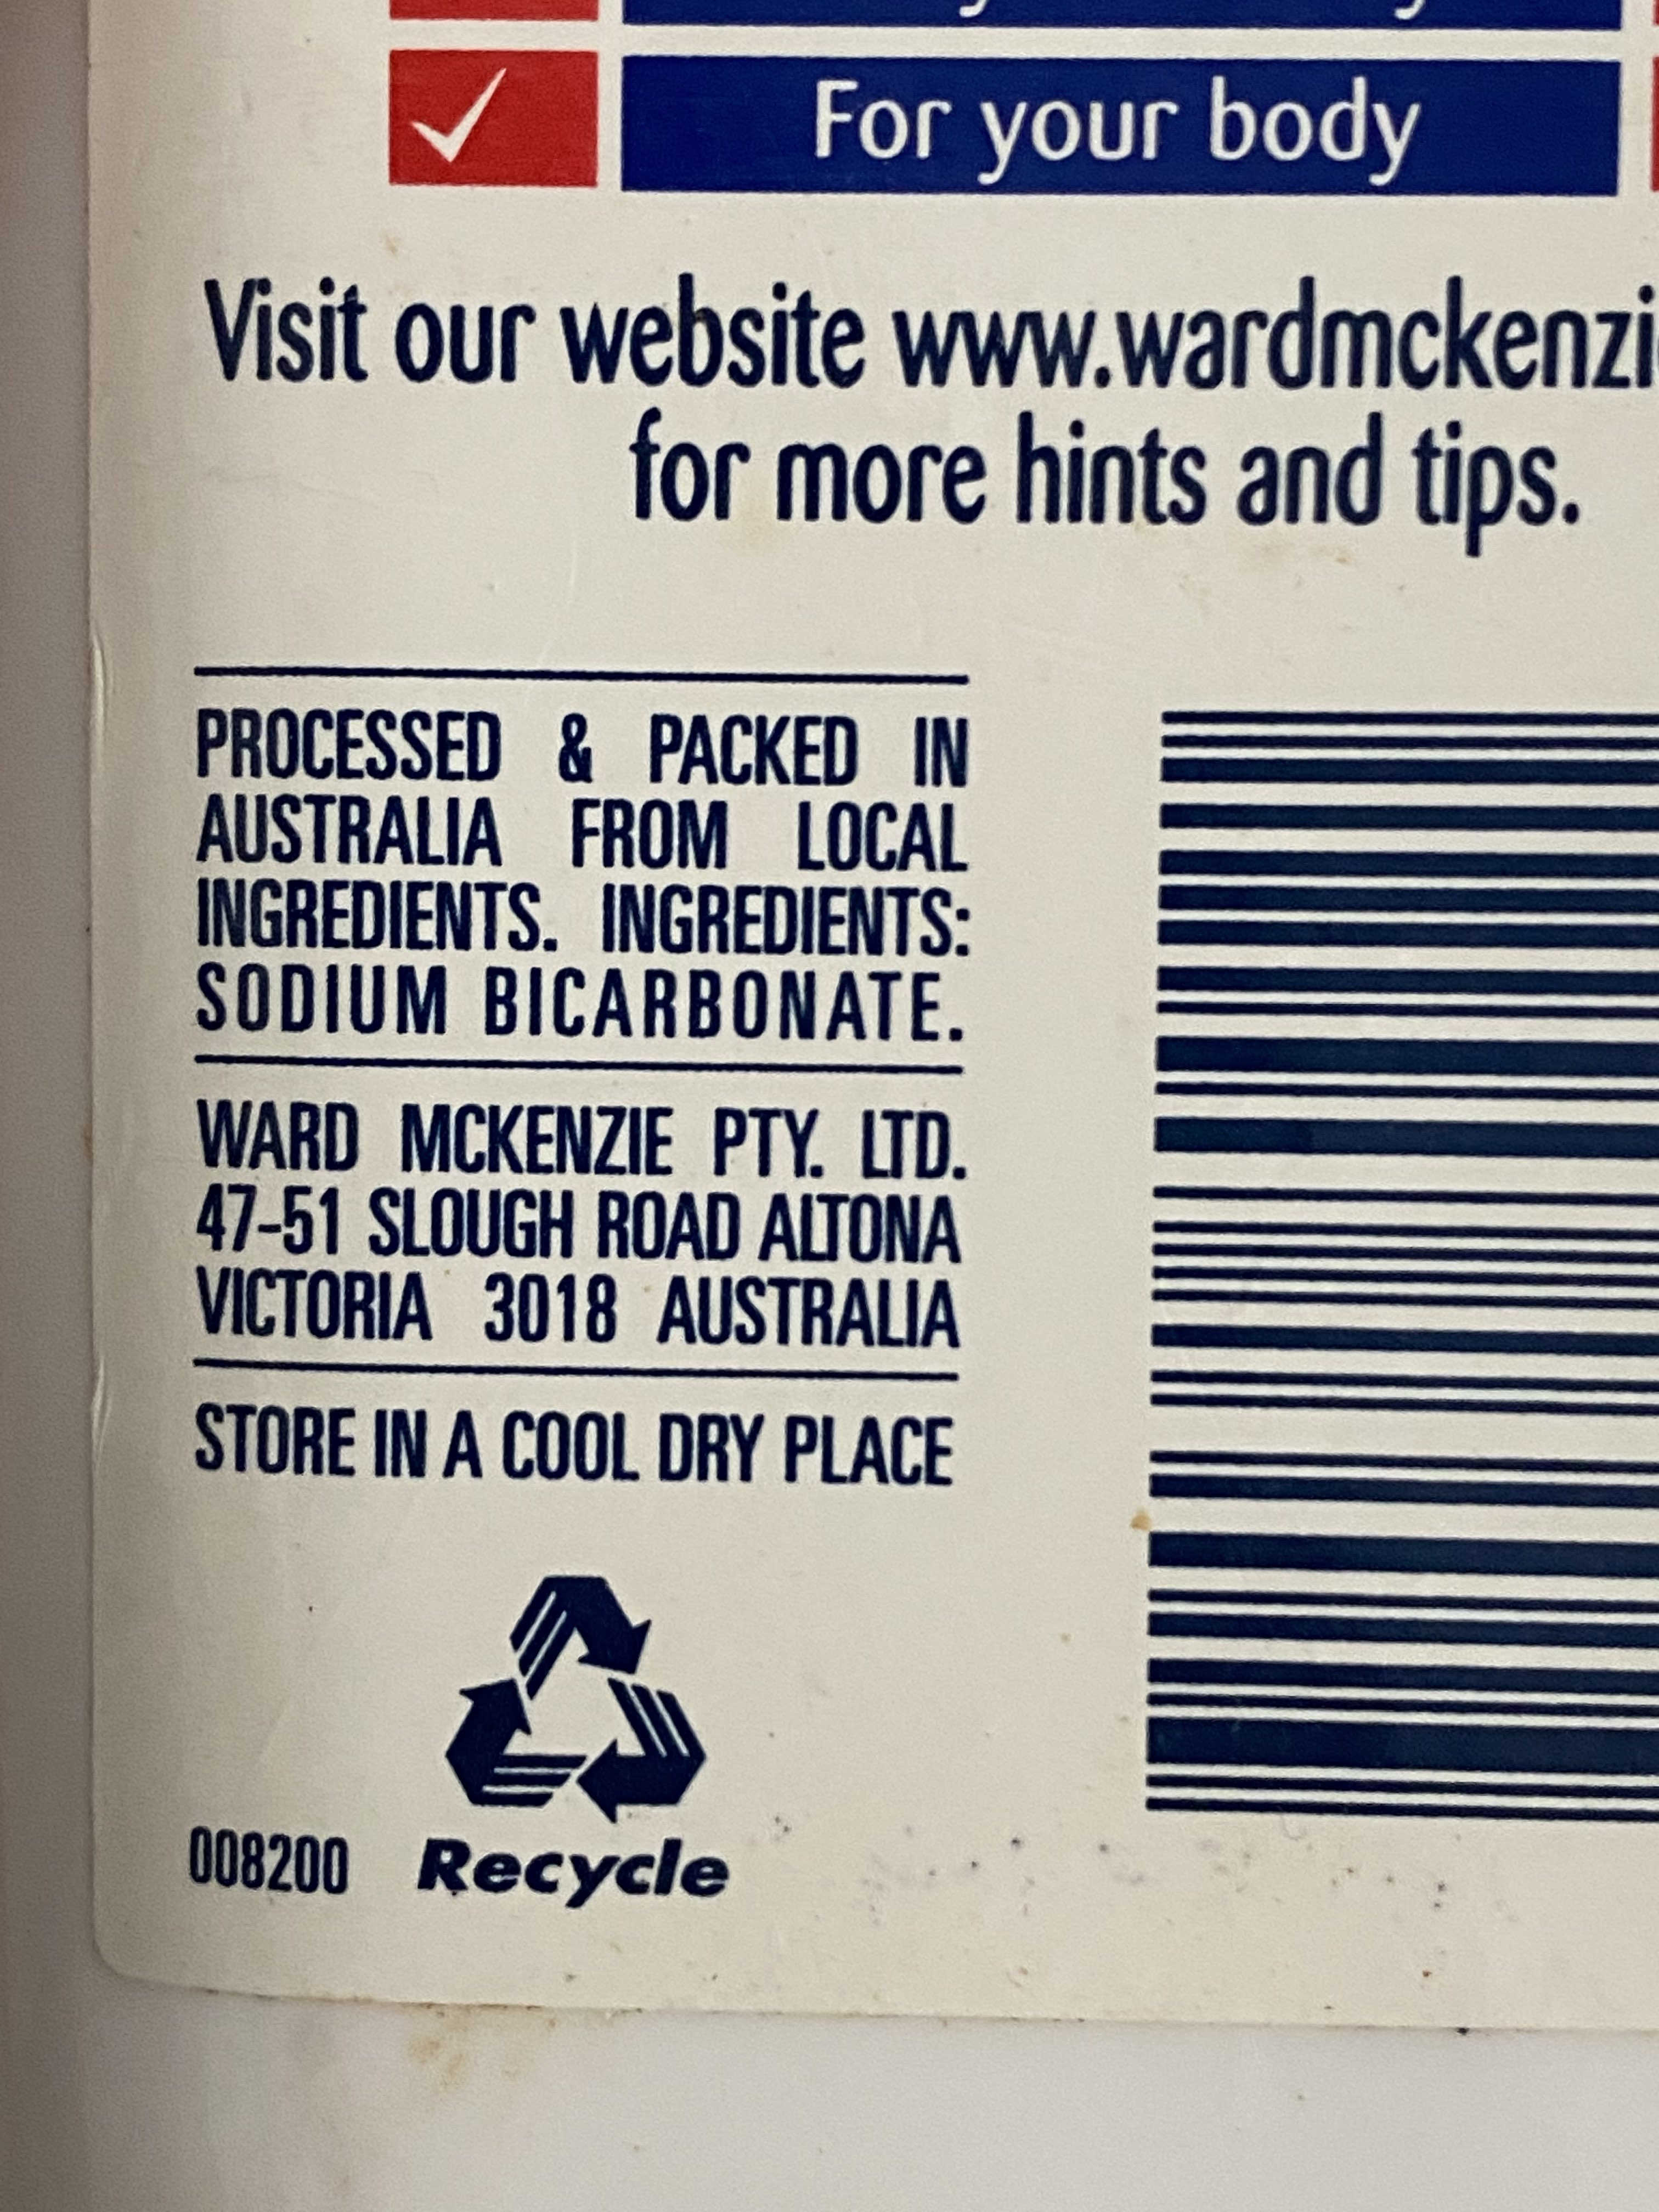 For your body
Visit our website www.wardmckenzi
for more hints and tips.
PROCESSED & PACKED IN
AUSTRALIA FROM LOCAL
INGREDIENTS. INGREDIENTS:
SODIUM BICARBONATE.
WARD MCKENZIE PTY. LTD.
47-51 SLOUGH ROAD ALTONA
VICTORIA 3018 AUSTRALIA
STORE IN A COOL DRY PLACE
008200 Recycle